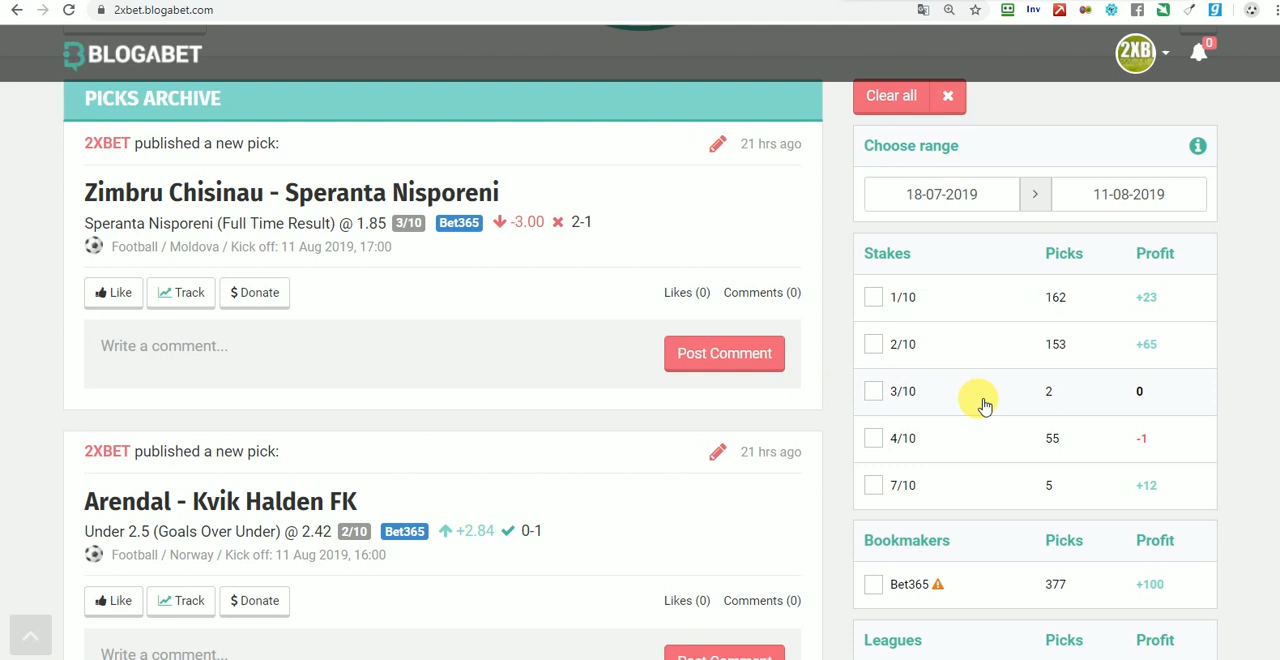 2xbet.blogabet.com
Inv
BLOGABET
2XB
0
PICKS ARCHIVE
2XBET published a new pick:
21 hrs ago
Zimbru Chisinau - Speranta Nisporeni
Speranta Nisporeni (Full Time Result) @ 1.85 3/10 Bet365 -3.00 2-1
Football / Moldova / Kick off: 11 Aug 2019, 17:00
Like Track $ Donate Likes (0) Comments (0)
Write a comment...
Post Comment
2XBET published a new pick:
21 hrs ago
Arendal - Kvik Halden FK
Under 2.5 (Goals Over Under) @ 2.42 2/10 Bet365 +2.84 0-1
Football / Norway / Kick off: 11 Aug 2019, 16:00
Like Track $ Donate Likes (0) Comments (0)
Write a comment...
Post Comment
Clear all
Choose range
18-07-2019 > 11-08-2019
Stakes Picks Profit
1/10 162 +23
2/10 153 +65
3/10 2 0
4/10 55 -1
7/10 5 +12
Bookmakers Picks Profit
Bet365 377 +100
Leagues Picks Profit